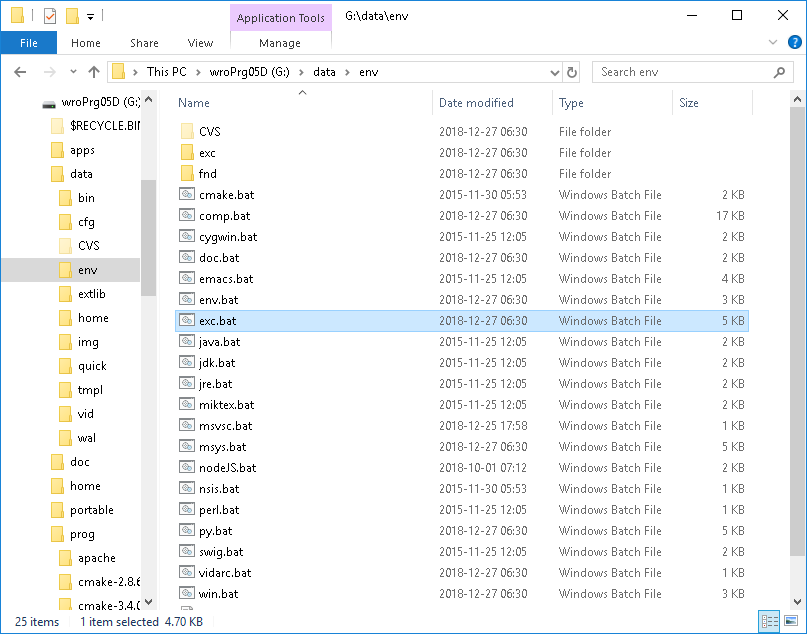 Application Tools G:\data\env
File Home Share View Manage
This PC wroPrg05D (G:) data env Search env
wroPrg05D (G:)
$RECYCLE.BIN
apps
data
bin
cfg
CVS
env
extlib
home
img
quick
tmpl
vid
wal
doc
home
portable
prog
apache
cmake-2.8.6
cmake-3.4.0
Name Date modified Type Size
CVS 2018-12-27 06:30 File folder
exc 2018-12-27 06:30 File folder
fnd 2018-12-27 06:30 File folder
cmake.bat 2015-11-30 05:53 Windows Batch File 2 KB
comp.bat 2018-12-27 06:30 Windows Batch File 17 KB
cygwin.bat 2015-11-25 12:05 Windows Batch File 2 KB
doc.bat 2018-12-27 06:30 Windows Batch File 2 KB
emacs.bat 2015-11-25 12:05 Windows Batch File 4 KB
env.bat 2018-12-27 06:30 Windows Batch File 3 KB
exc.bat 2018-12-27 06:30 Windows Batch File 5 KB
java.bat 2015-11-25 12:05 Windows Batch File 2 KB
jdk.bat 2015-11-25 12:05 Windows Batch File 2 KB
jre.bat 2015-11-25 12:05 Windows Batch File 2 KB
miktex.bat 2015-11-25 12:05 Windows Batch File 2 KB
msvsc.bat 2018-12-25 17:58 Windows Batch File 1 KB
msys.bat 2018-12-27 06:30 Windows Batch File 5 KB
nodeJS.bat 2018-10-01 07:12 Windows Batch File 2 KB
nsis.bat 2015-11-30 05:53 Windows Batch File 1 KB
perl.bat 2015-11-25 12:05 Windows Batch File 1 KB
py.bat 2018-12-27 06:30 Windows Batch File 5 KB
swig.bat 2015-11-25 12:05 Windows Batch File 2 KB
vidarc.bat 2018-12-27 06:30 Windows Batch File 1 KB
win.bat 2018-12-27 06:30 Windows Batch File 3 KB
25 items 1 item selected 4.70 KB